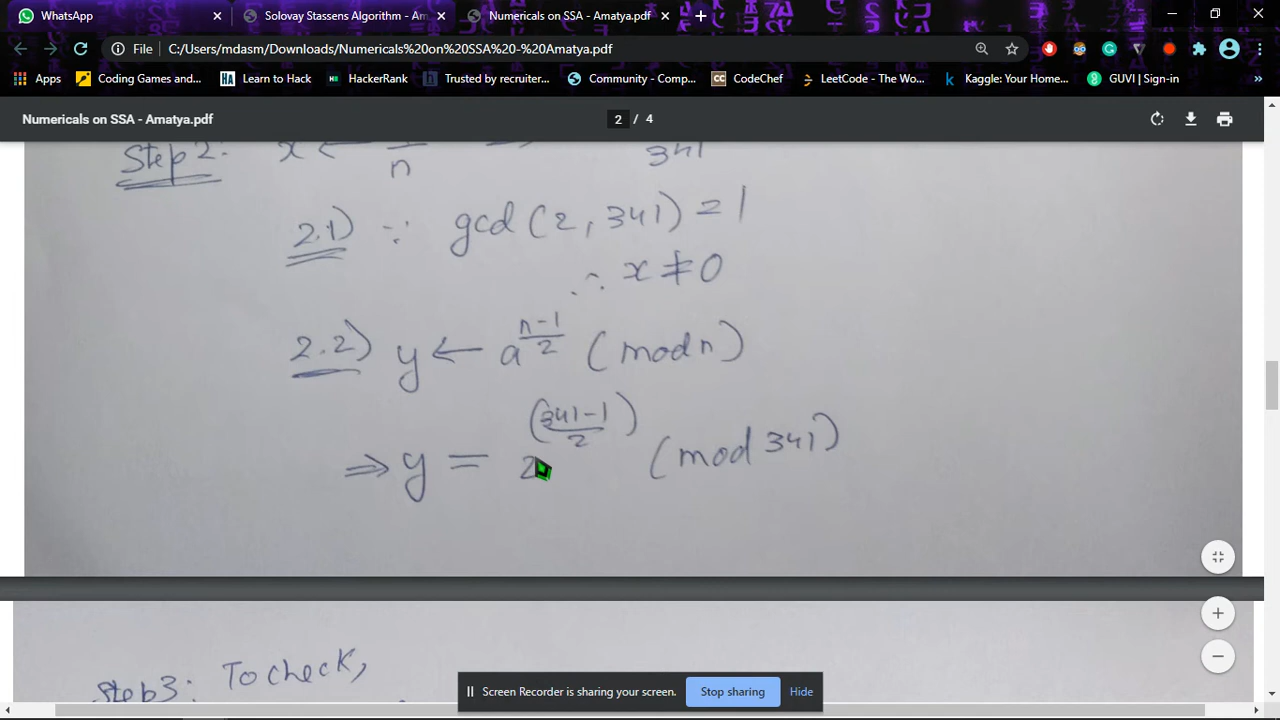 WhatsApp
Solovay Stassens Algorithm - Am
Numericals on SSA - Amatya.pdf
File C:/Users/mdasm/Downloads/Numericals%20on%20SSA%20-%20Amatya.pdf
Apps Coding Games and... Learn to Hack HackerRank Trusted by recruiter... Community - Comp... CodeChef LeetCode - The Wo... Kaggle: Your Home... GUVI | Sign-in »
Numericals on SSA - Amatya.pdf
2 / 4
Step 2: x ← /n ⇒ /341
2.1) ∵ gcd (2, 341) = 1
∴ x ≠ 0
2.2) y ← a^((n-1)/2) (mod n)
⇒ y = 2^((341-1)/2) (mod 341)
Step 3: To check,
Screen Recorder is sharing your screen. Stop sharing Hide